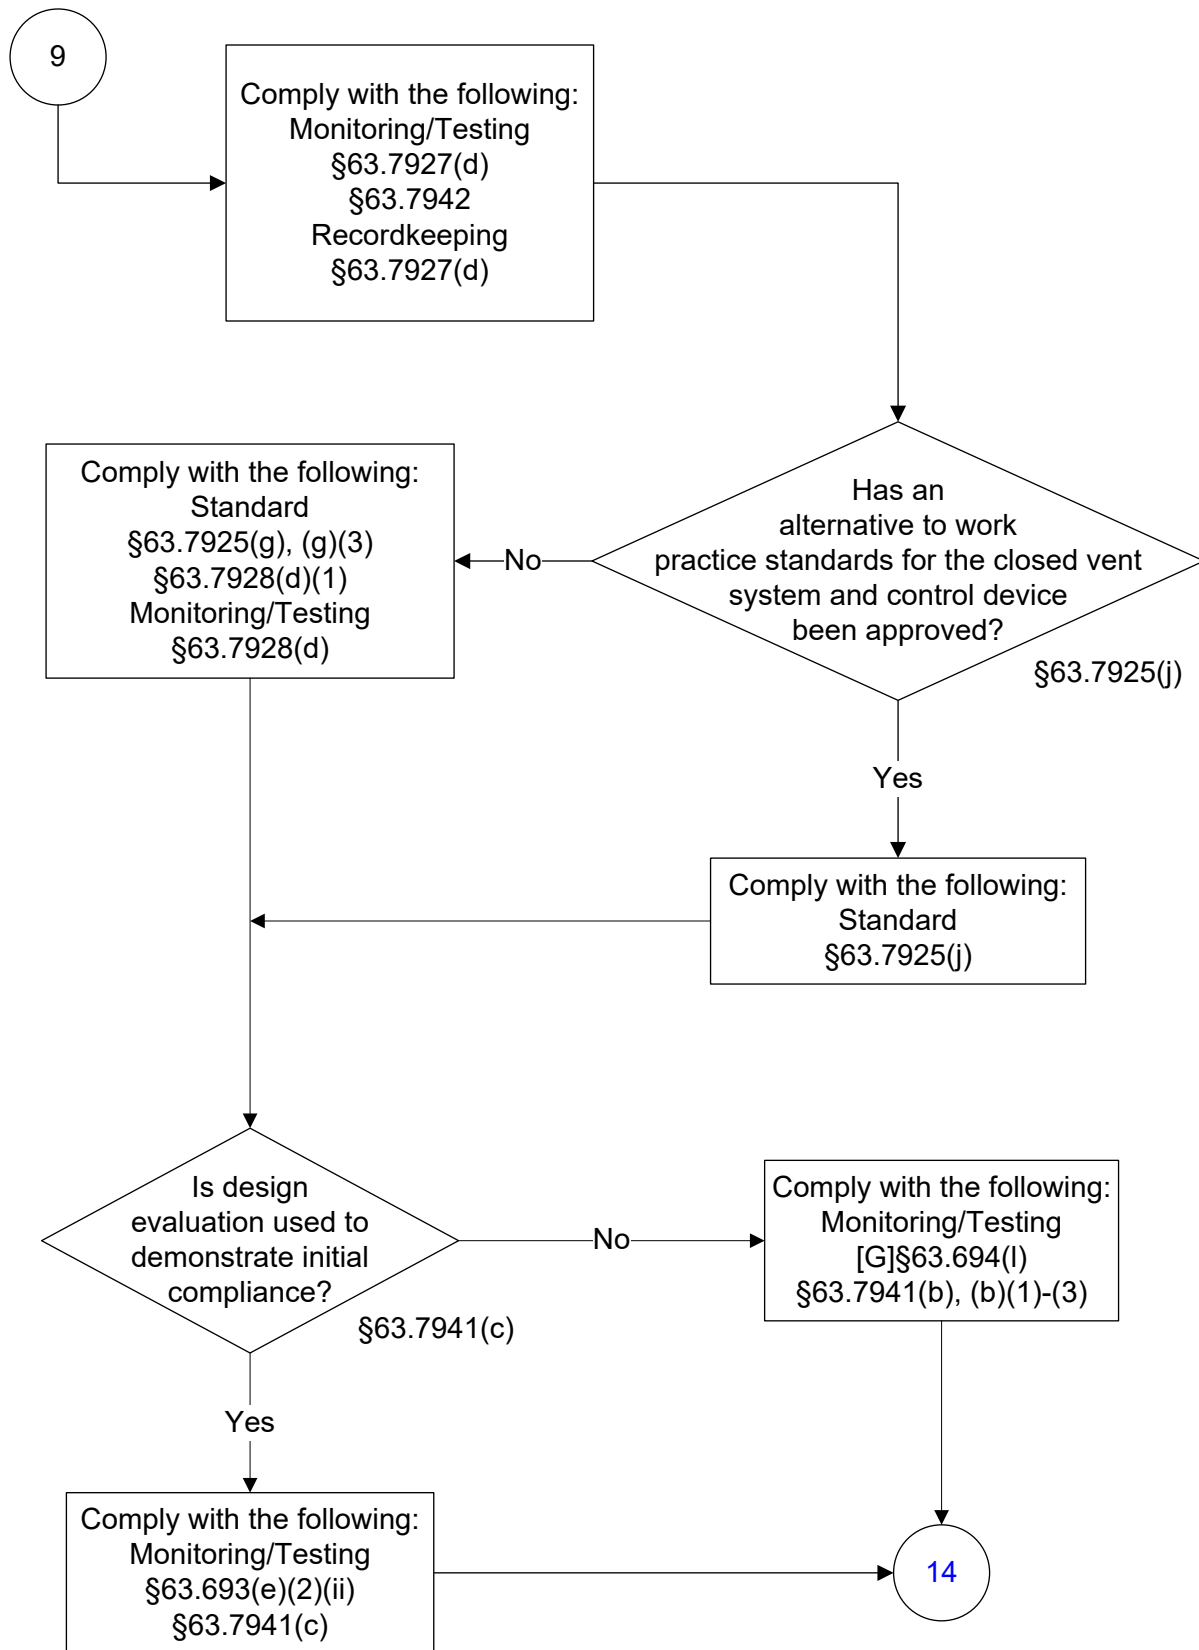 9
Comply with the following:
Monitoring/Testing
§63.7927(d)
§63.7942
Recordkeeping
§63.7927(d)
Has an
alternative to work
practice standards for the closed vent
system and control device
been approved?
§63.7925(j)
No
Comply with the following:
Standard
§63.7925(g), (g)(3)
§63.7928(d)(1)
Monitoring/Testing
§63.7928(d)
Yes
Comply with the following:
Standard
§63.7925(j)
Is design
evaluation used to
demonstrate initial
compliance?
§63.7941(c)
No
Comply with the following:
Monitoring/Testing
[G]§63.694(l)
§63.7941(b), (b)(1)-(3)
Yes
Comply with the following:
Monitoring/Testing
§63.693(e)(2)(ii)
§63.7941(c)
14